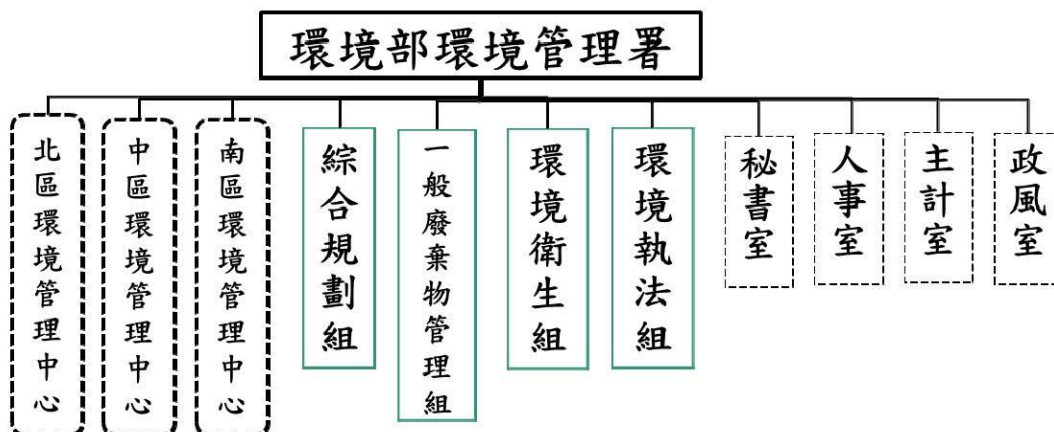 環境部環境管理署
北區環境管理中心
中區環境管理中心
南區環境管理中心
綜合規劃組
一般廢棄物管理組
環境衛生組
環境執法組
秘書室
人事室
主計室
政風室